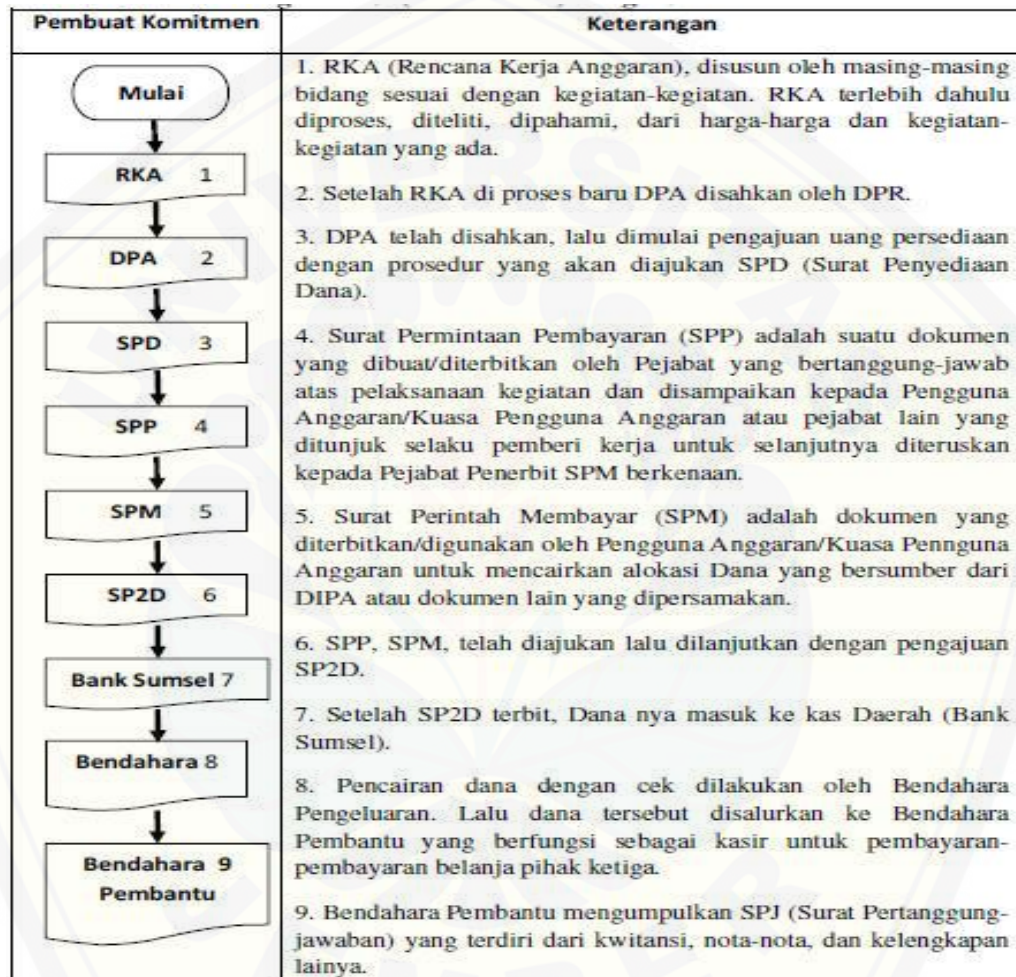 Pembuat Komitmen
Keterangan
Mulai
RKA 1
DPA 2
SPD 3
SPP 4
SPM 5
SP2D 6
Bank Sumsel 7
Bendahara 8
Bendahara 9
Pembantu
1. RKA (Rencana Kerja Anggaran), disusun oleh masing-masing
bidang sesuai dengan kegiatan-kegiatan. RKA terlebih dahulu
diproses, diteliti, dipahami, dari harga-harga dan kegiatan-
kegiatan yang ada.
2. Setelah RKA di proses baru DPA disahkan oleh DPR.
3. DPA telah disahkan, lalu dimulai pengajuan uang persediaan
dengan prosedur yang akan diajukan SPD (Surat Penyediaan
Dana).
4. Surat Permintaan Pembayaran (SPP) adalah suatu dokumen
yang dibuat/diterbitkan oleh Pejabat yang bertanggung-jawab
atas pelaksanaan kegiatan dan disampaikan kepada Pengguna
Anggaran/Kuasa Pengguna Anggaran atau pejabat lain yang
ditunjuk selaku pemberi kerja untuk selanjutnya diteruskan
kepada Pejabat Penerbit SPM berkenaan.
5. Surat Perintah Membayar (SPM) adalah dokumen yang
diterbitkan/digunakan oleh Pengguna Anggaran/Kuasa Pennguna
Anggaran untuk mencairkan alokasi Dana yang bersumber dari
DIPA atau dokumen lain yang dipersamakan.
6. SPP, SPM, telah diajukan lalu dilanjutkan dengan pengajuan
SP2D.
7. Setelah SP2D terbit, Dana nya masuk ke kas Daerah (Bank
Sumsel).
8. Pencairan dana dengan cek dilakukan oleh Bendahara
Pengeluaran. Lalu dana tersebut disalurkan ke Bendahara
Pembantu yang berfungsi sebagai kasir untuk pembayaran-
pembayaran belanja pihak ketiga.
9. Bendahara Pembantu mengumpulkan SPJ (Surat Pertanggung-
jawaban) yang terdiri dari kwitansi, nota-nota, dan kelengkapan
lainya.